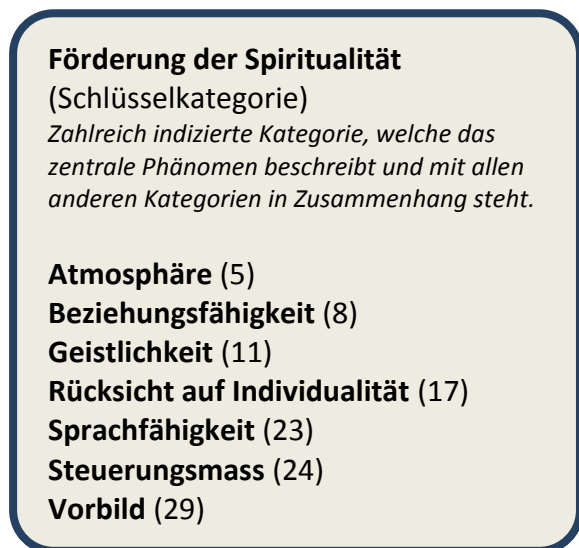 Förderung der Spiritualität
(Schlüsselkategorie)
Zahlreich indizierte Kategorie, welche das
zentrale Phänomen beschreibt und mit allen
anderen Kategorien in Zusammenhang steht.
Atmosphäre (5)
Beziehungsfähigkeit (8)
Geistlichkeit (11)
Rücksicht auf Individualität (17)
Sprachfähigkeit (23)
Steuerungsmass (24)
Vorbild (29)